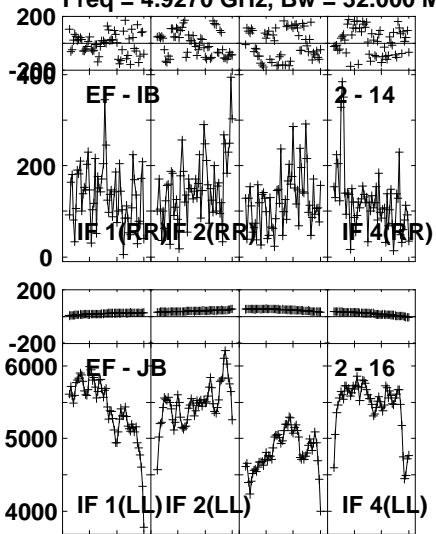 Freq = 4.9270 GHz, Bw = 32.000 M
200
-200
400
EF - IB 2 - 14
200
IF 1(RR) IF 2(RR) IF 4(RR)
0
200
-200
6000
EF - JB 2 - 16
5000
IF 1(LL) IF 2(LL) IF 4(LL)
4000